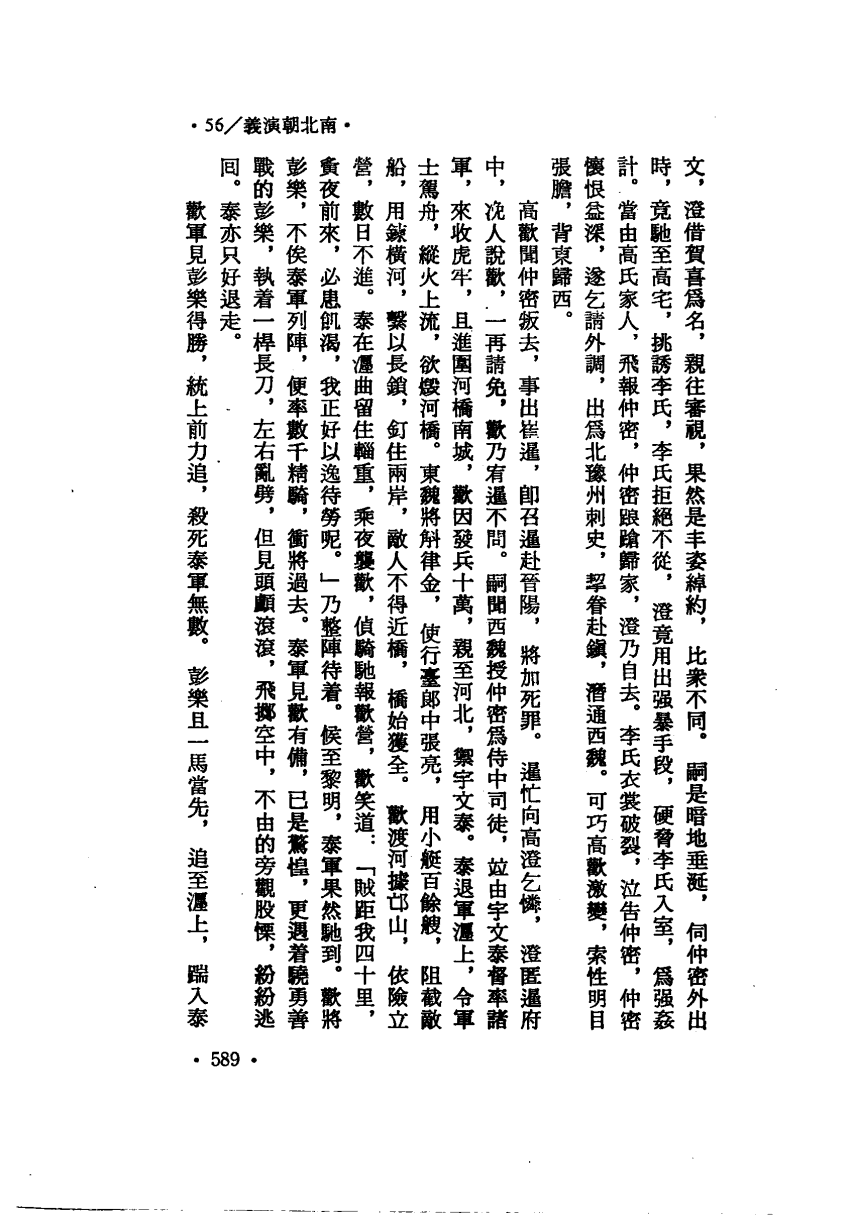 ·56／義演朝北南·
文，澄借賀喜爲名，親往審視，果然是丰姿綽約，比衆不同。嗣是暗地垂涎，伺仲密外出
時，竟馳至高宅，挑誘李氏，李氏拒絕不從，澄竟用出强暴手段，硬脅李氏入室，爲强姦
計。當由高氏家人，飛報仲密，仲密踉蹌歸家，澄乃自去。李氏衣裳破裂，泣告仲密，仲密
懷恨益深，遂乞請外調，出爲北豫州刺史，挈眷赴鎭，潛通西魏。可巧高歡激變，索性明目
張膽，背東歸西。
高歡聞仲密叛去，事出崔暹，卽召暹赴晉陽，將加死罪。暹忙向高澄乞憐，澄匿暹府
中，浼人說歡，一再請免，歡乃宥暹不問。嗣聞西魏授仲密爲侍中司徒，竝由宇文泰督率諸
軍，來收虎牢，且進圍河橋南城，歡因發兵十萬，親至河北，禦宇文泰。泰退軍瀍上，令軍
士駕舟，縱火上流，欲燬河橋。東魏將斛律金，使行臺郎中張亮，用小艇百餘艘，阻截敵
船，用鍊橫河，繫以長鎖，釘住兩岸，敵人不得近橋，橋始獲全。歡渡河據邙山，依險立
營，數日不進。泰在瀍曲留住輜重，乘夜襲歡，偵騎馳報歡營，歡笑道：「賊距我四十里，
夤夜前來，必患飢渴，我正好以逸待勞呢。」乃整陣待着。候至黎明，泰軍果然馳到。歡將
彭樂，不俟泰軍列陣，便率數千精騎，衝將過去。泰軍見歡有備，已是驚惶，更遇着驍勇善
戰的彭樂，執着一桿長刀，左右亂劈，但見頭顱滾滾，飛擲空中，不由的旁觀股慄，紛紛逃
囘。泰亦只好退走。
歡軍見彭樂得勝，統上前力追，殺死泰軍無數。彭樂且一馬當先，追至瀍上，踹入泰
·589·